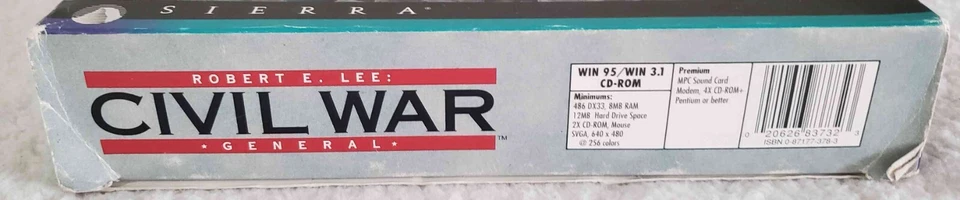 SIERRA®
ROBERT E. LEE:
CIVIL WAR
★ GENERAL ★ ™
WIN 95/WIN 3.1
CD-ROM
Minimums:
486 DX33, 8MB RAM
12MB Hard Drive Space
2X CD-ROM, Mouse
SVGA, 640 x 480
@ 256 colors
Premium
MPC Sound Card
Modem, 4X CD-ROM+
Pentium or better
0 20626 83732 3
ISBN 0-87177-378-3